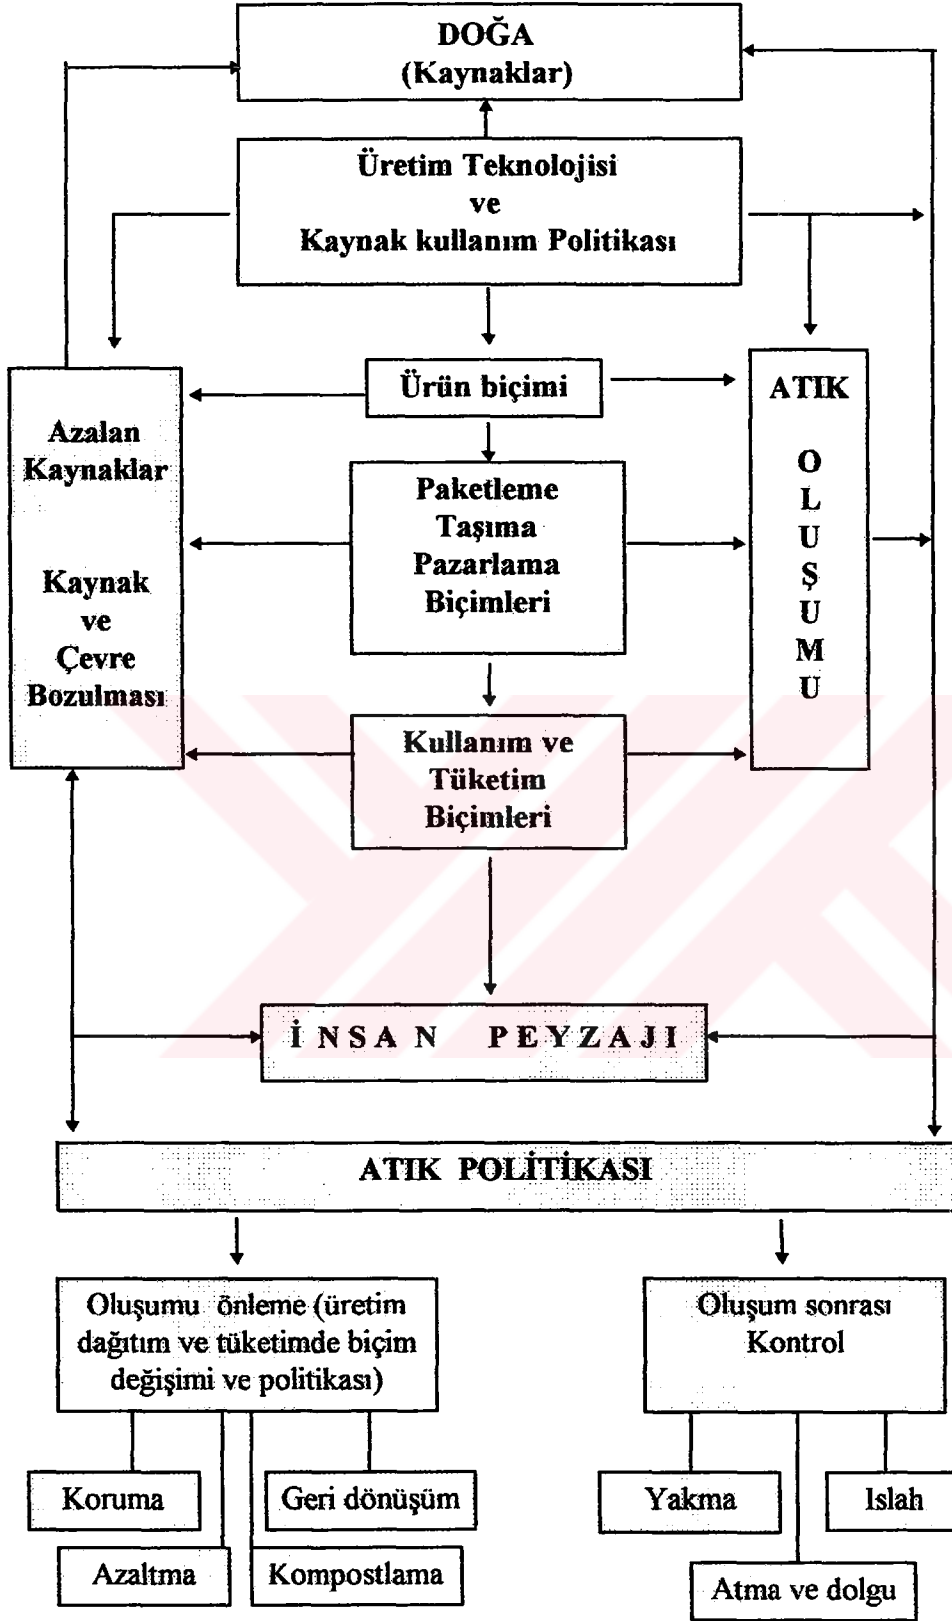 DOĞA
(Kaynaklar)
Üretim Teknolojisi
ve
Kaynak kullanım Politikası
Ürün biçimi
Azalan
Kaynaklar
Kaynak
ve
Çevre
Bozulması
Paketleme
Taşıma
Pazarlama
Biçimleri
ATIK
O
L
U
Ş
U
M
U
Kullanım ve
Tüketim
Biçimleri
İNSAN PEYZAJI
ATIK POLİTİKASI
Oluşumu önleme (üretim
dağıtım ve tüketimde biçim
değişimi ve politikası)
Oluşum sonrası
Kontrol
Koruma
Geri dönüşüm
Yakma
Islah
Azaltma
Kompostlama
Atma ve dolgu